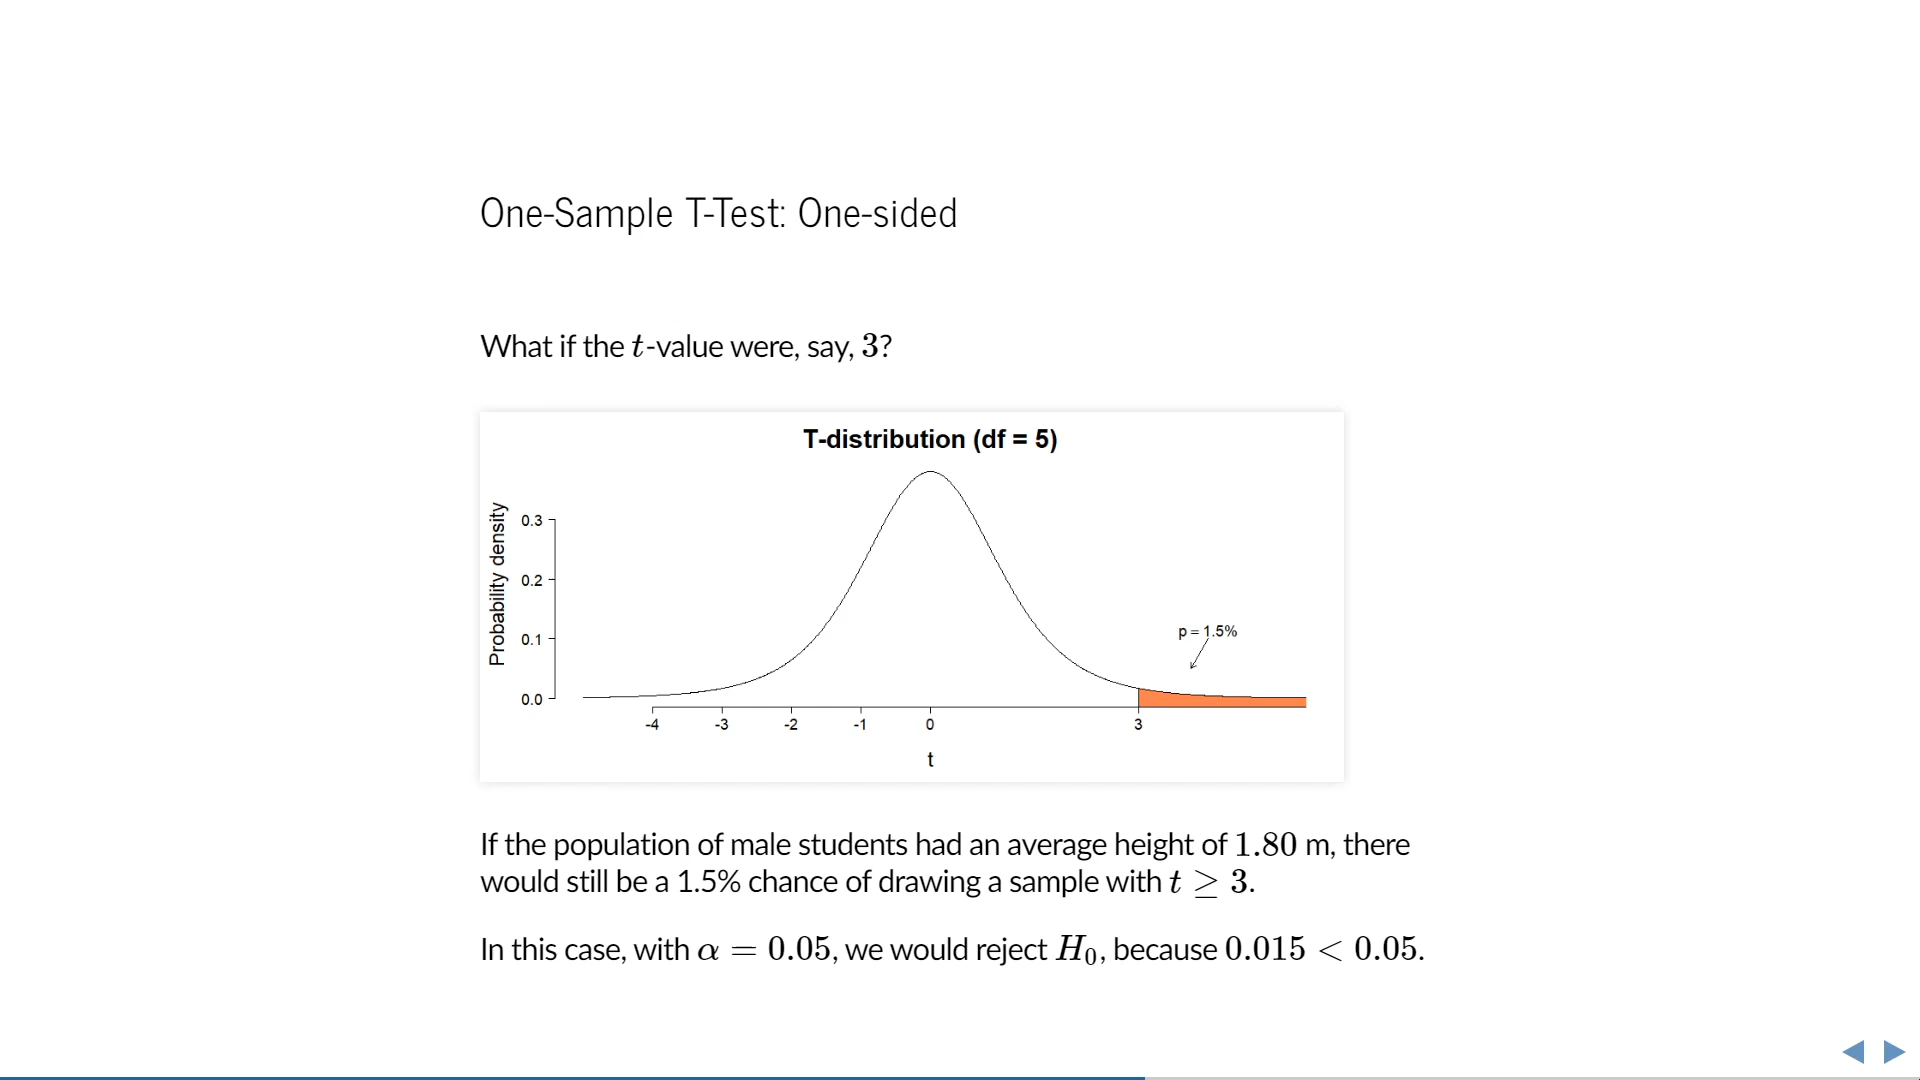 One-Sample T-Test: One-sided
What if the t-value were, say, 3?
T-distribution (df = 5)
Probability density
0.3
0.2
0.1
0.0
p = 1.5%
-4 -3 -2 -1 0 3
t
If the population of male students had an average height of 1.80 m, there
would still be a 1.5% chance of drawing a sample with t ≥ 3.
In this case, with α = 0.05, we would reject H₀, because 0.015 < 0.05.